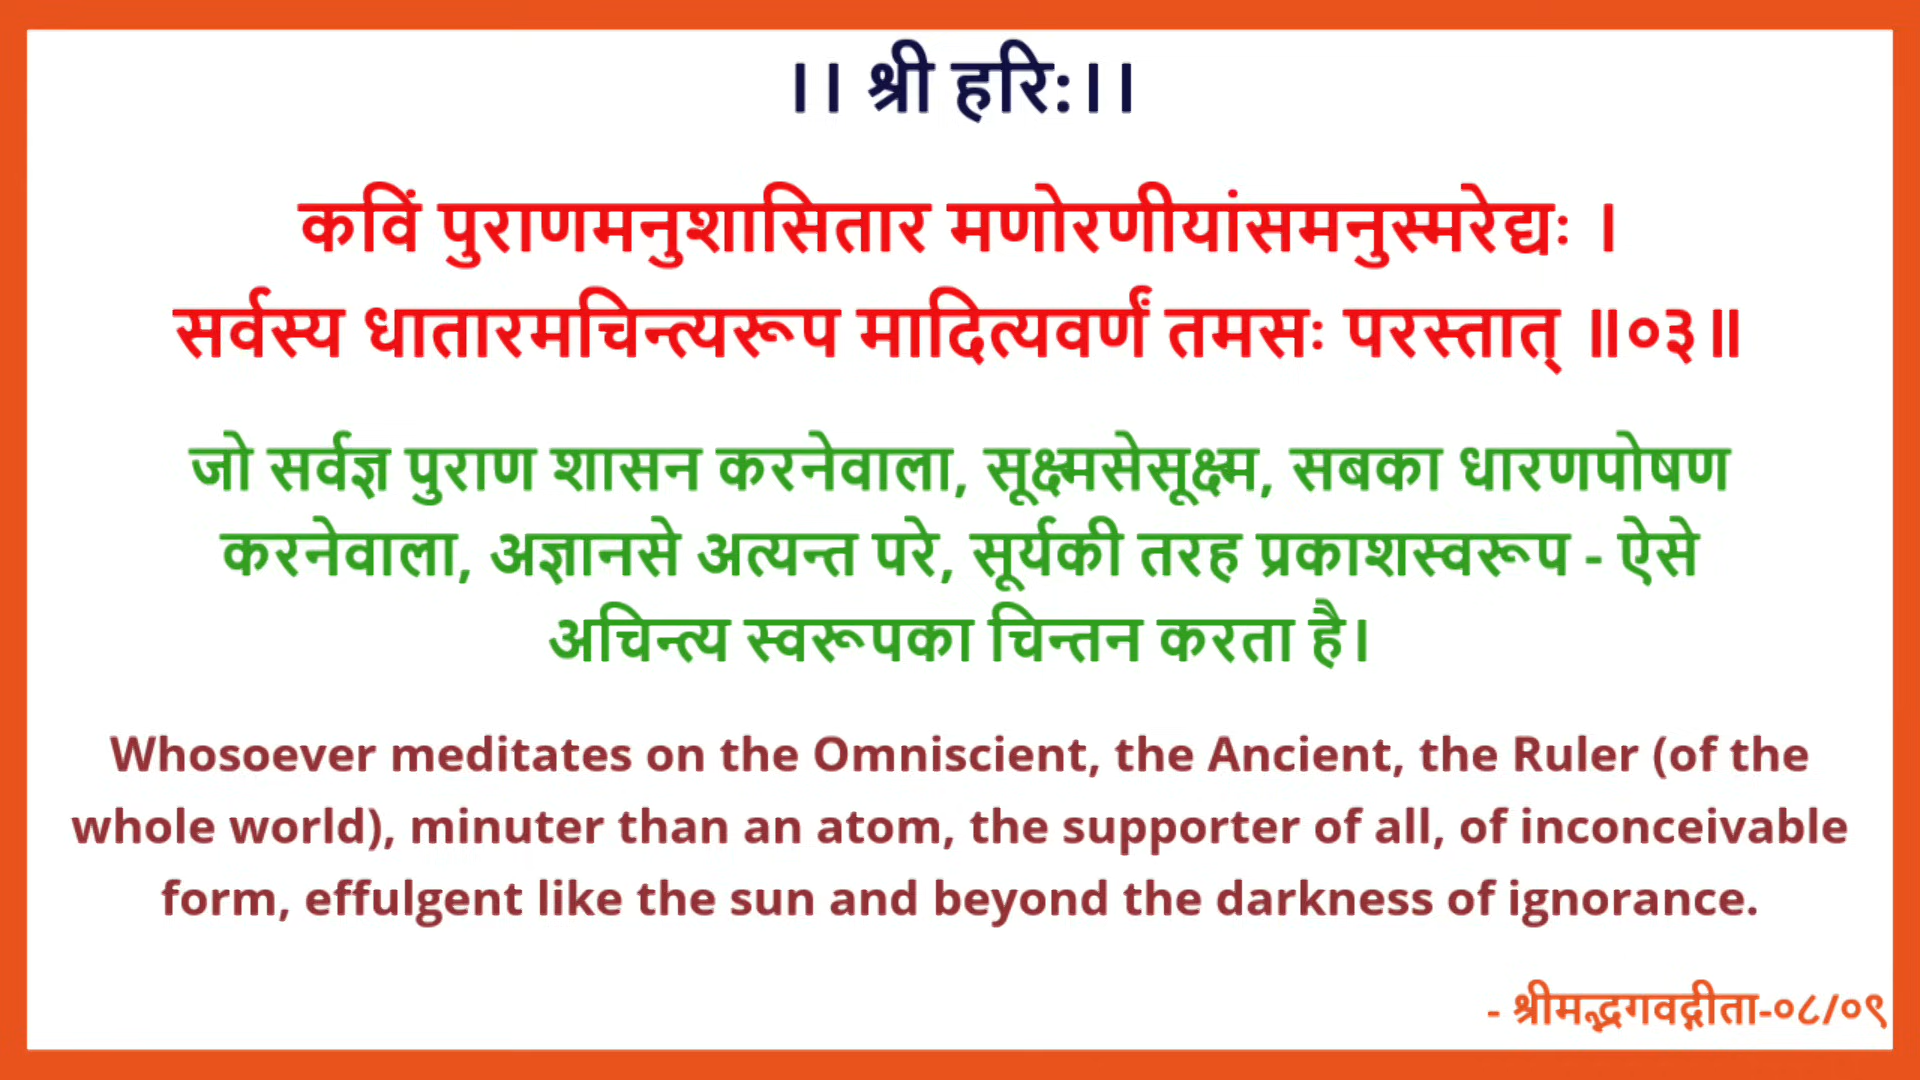 ।। श्री हरि:।।
कविं पुराणमनुशासितार मणोरणीयांसमनुस्मरेद्यः ।
सर्वस्य धातारमचिन्त्यरूप मादित्यवर्णं तमसः परस्तात् ॥०३॥
जो सर्वज्ञ पुराण शासन करनेवाला, सूक्ष्मसेसूक्ष्म, सबका धारणपोषण
करनेवाला, अज्ञानसे अत्यन्त परे, सूर्यकी तरह प्रकाशस्वरूप - ऐसे
अचिन्त्य स्वरूपका चिन्तन करता है।
Whosoever meditates on the Omniscient, the Ancient, the Ruler (of the
whole world), minuter than an atom, the supporter of all, of inconceivable
form, effulgent like the sun and beyond the darkness of ignorance.
- श्रीमद्भगवद्गीता-०८/०९